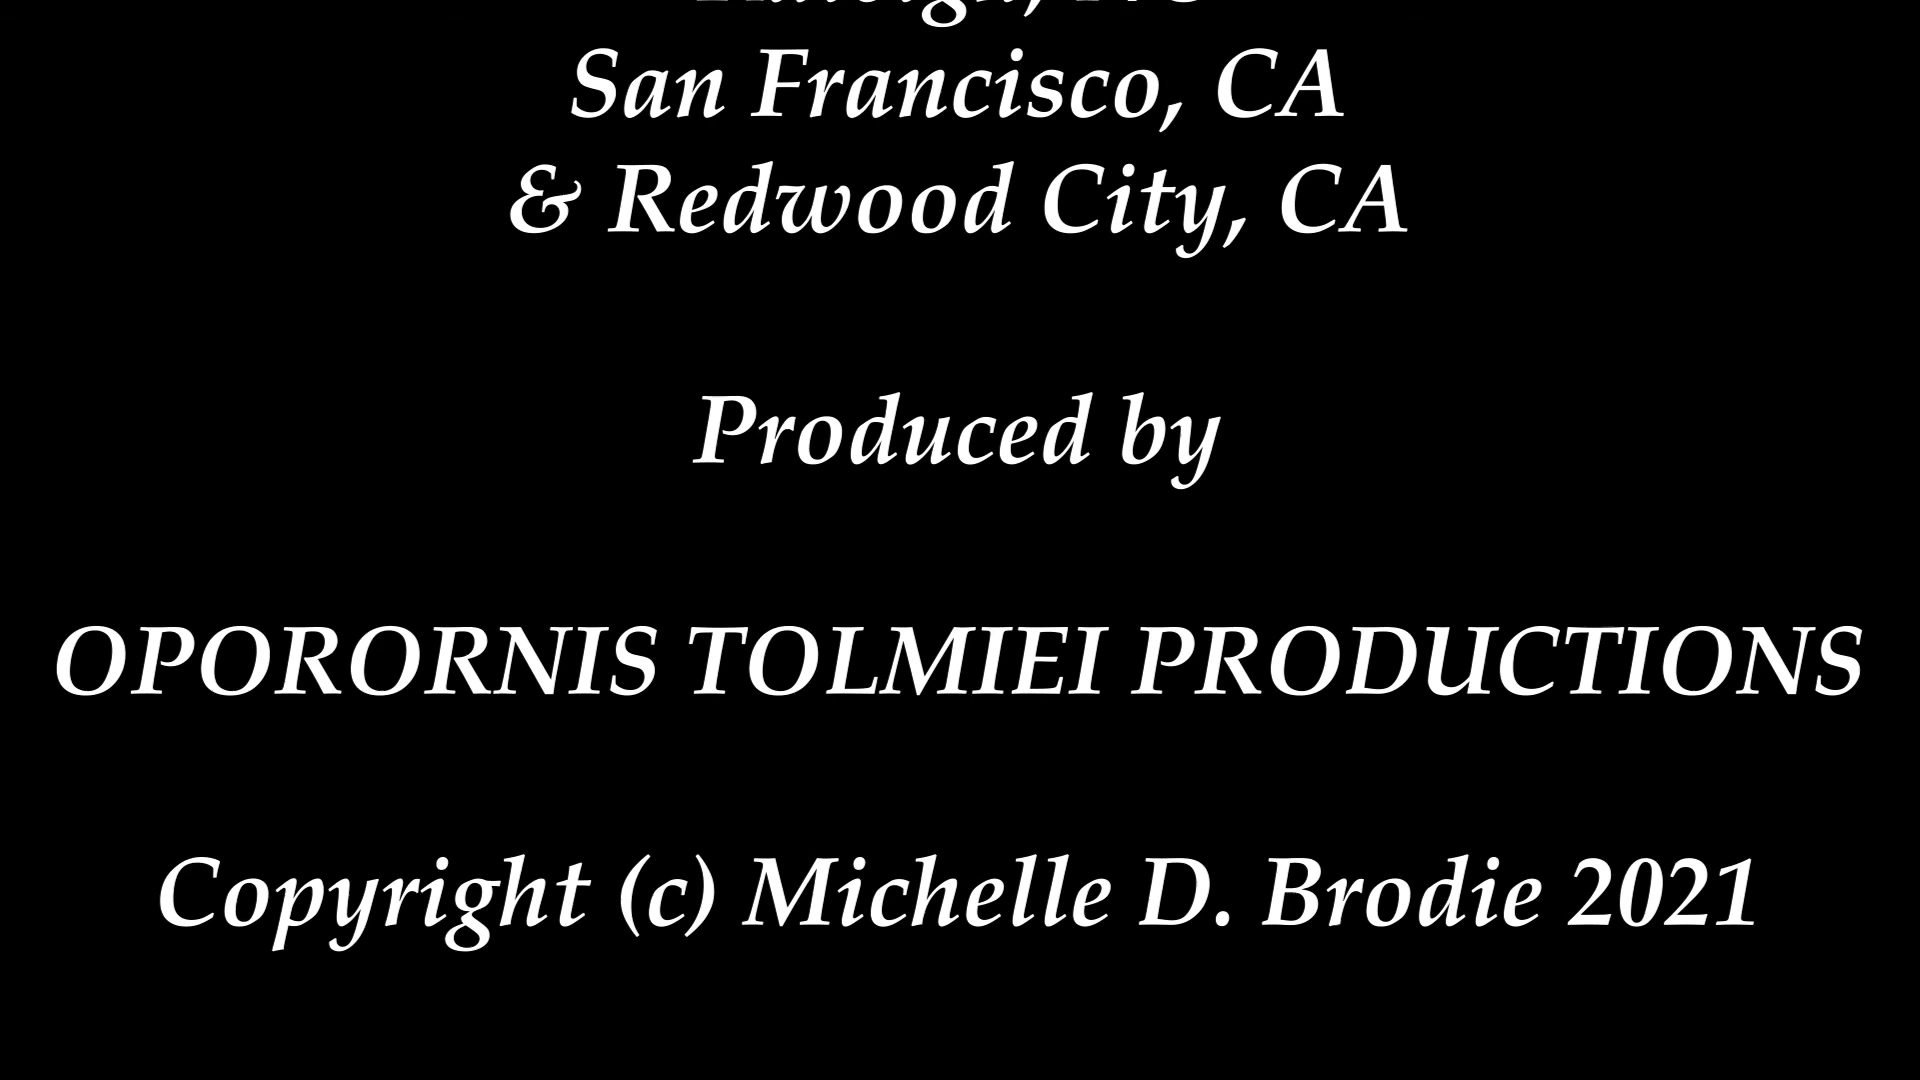 San Francisco, CA
& Redwood City, CA
Produced by
OPORORNIS TOLMIEI PRODUCTIONS
Copyright (c) Michelle D. Brodie 2021